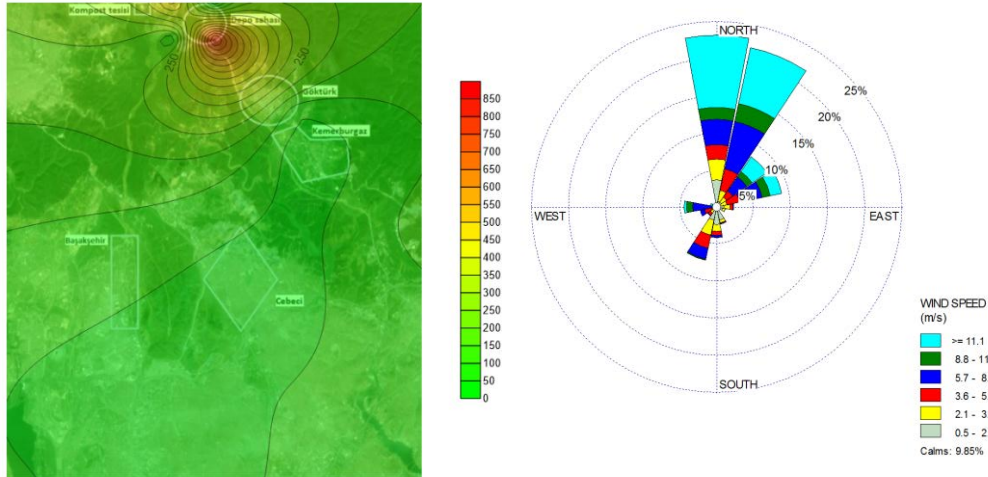 Kompost tesisi
Depo sahası
250
250
Göktürk
Kemerburgaz
Başakşehir
Cebeci
850
800
750
700
650
600
550
500
450
400
350
300
250
200
150
100
50
0
NORTH
25%
20%
15%
10%
5%
WEST
EAST
SOUTH
WIND SPEED
(m/s)
>= 11.1
8.8 - 11
5.7 - 8.
3.6 - 5
2.1 - 3.
0.5 - 2
Calms: 9.85%